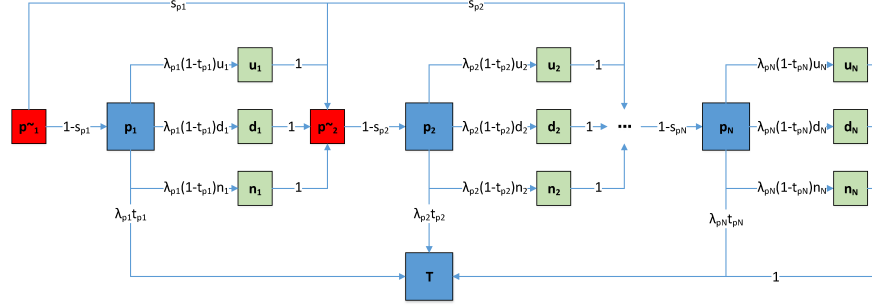 s_p1 s_p2
λ_p1(1-t_p1)u_1 u_1 1 λ_p2(1-t_p2)u_2 u_2 1 λ_pN(1-t_pN)u_N u_N
p~_1 1-s_p1 p_1 λ_p1(1-t_p1)d_1 d_1 1 p~_2 1-s_p2 p_2 λ_p2(1-t_p2)d_2 d_2 1 ... 1-s_pN p_N λ_pN(1-t_pN)d_N d_N
λ_p1(1-t_p1)n_1 n_1 1 λ_p2(1-t_p2)n_2 n_2 1 λ_pN(1-t_pN)n_N n_N
λ_p1t_p1 λ_p2t_p2 λ_pNt_pN
T 1